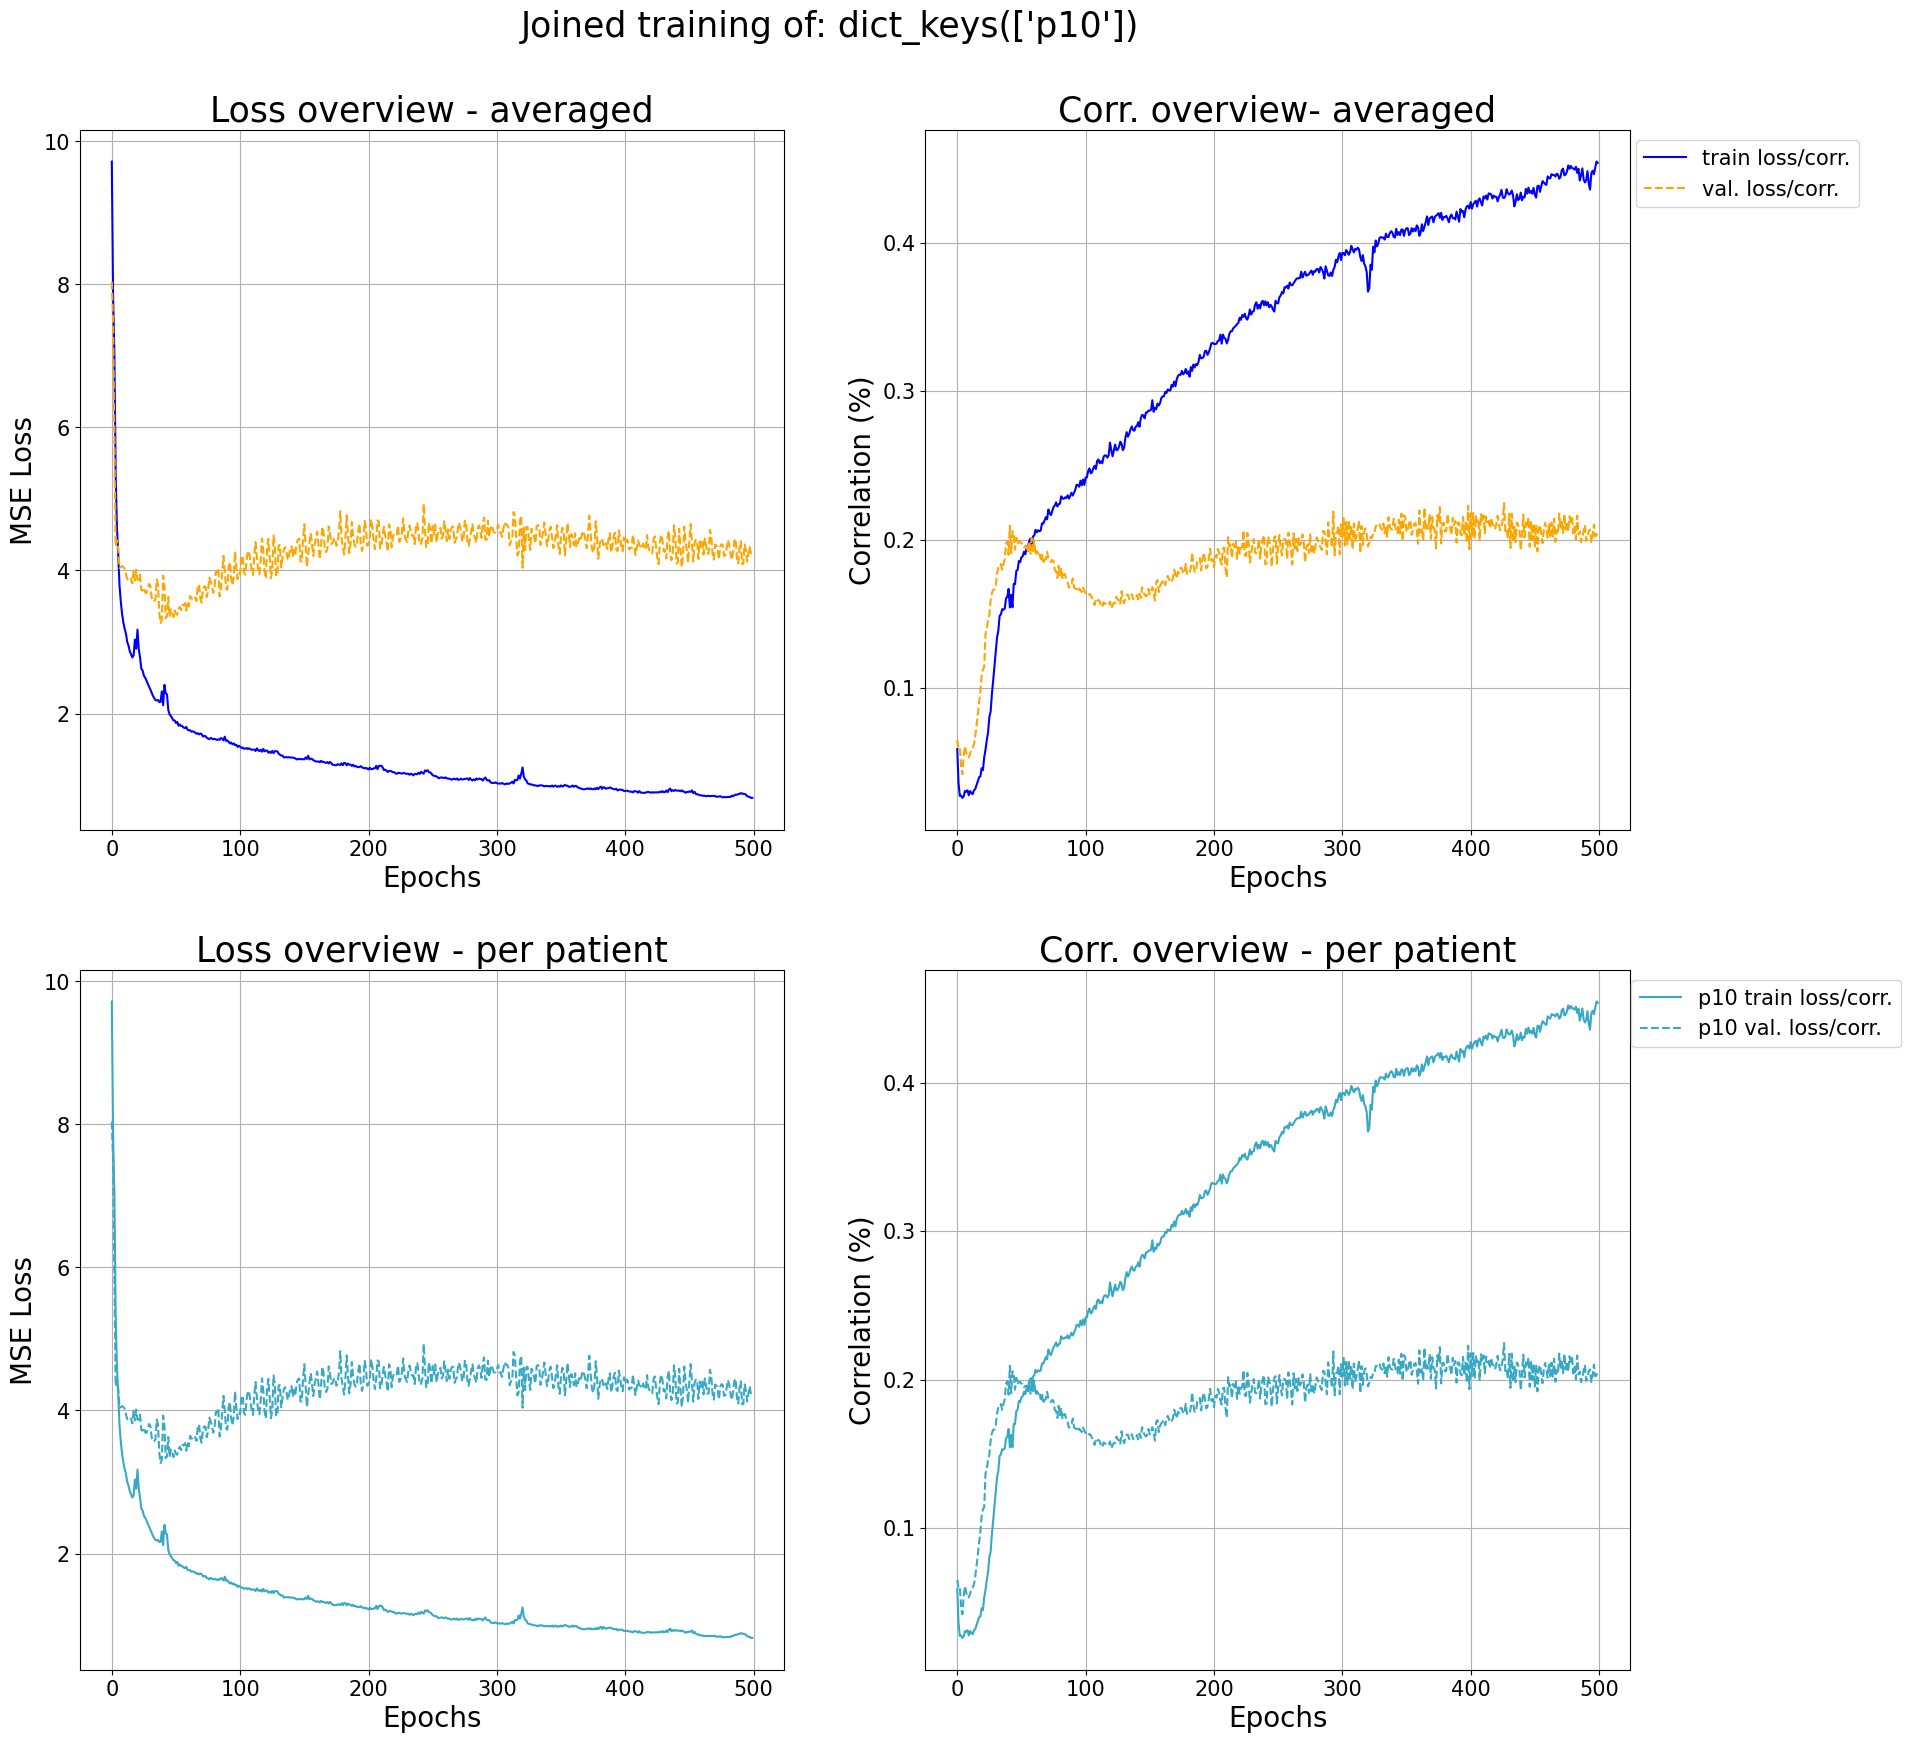 Joined training of: dict_keys(['p10'])
Loss overview - averaged
Corr. overview- averaged
10
8
6
4
2
MSE Loss
0 100 200 300 400 500
Epochs
0.4
0.3
0.2
0.1
Correlation (%)
0 100 200 300 400 500
Epochs
train loss/corr.
val. loss/corr.
Loss overview - per patient
Corr. overview - per patient
10
8
6
4
2
MSE Loss
0 100 200 300 400 500
Epochs
0.4
0.3
0.2
0.1
Correlation (%)
0 100 200 300 400 500
Epochs
p10 train loss/corr.
p10 val. loss/corr.